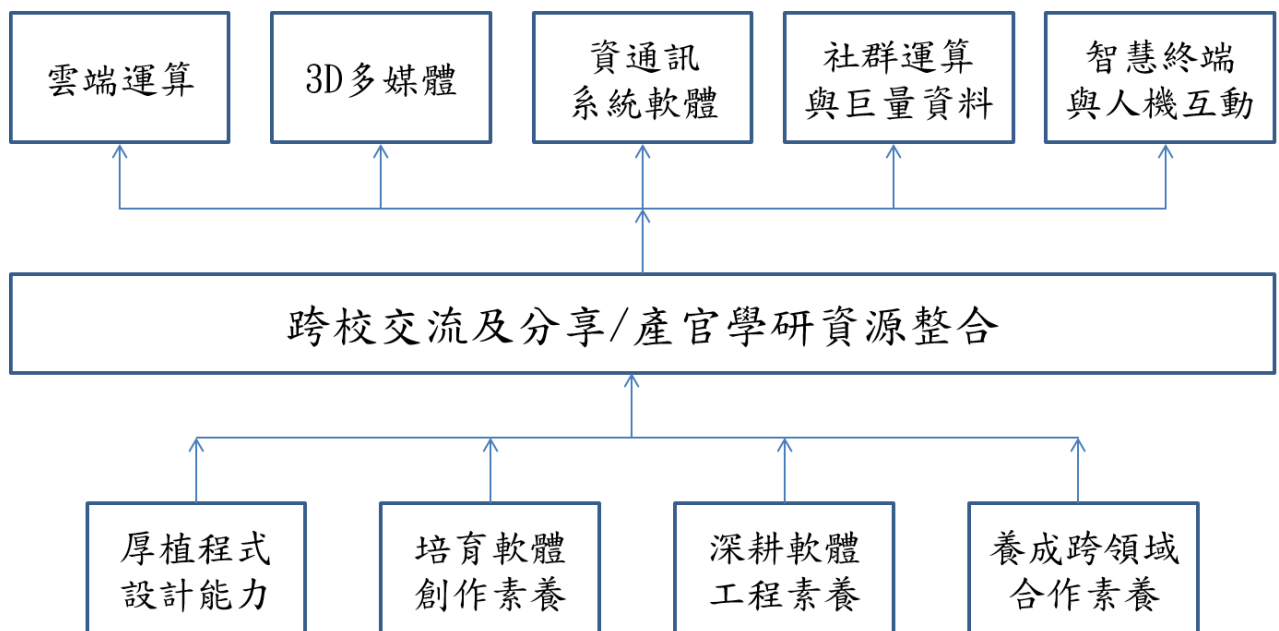 雲端運算
3D多媒體
資通訊
系統軟體
社群運算
與巨量資料
智慧終端
與人機互動
跨校交流及分享/產官學研資源整合
厚植程式
設計能力
培育軟體
創作素養
深耕軟體
工程素養
養成跨領域
合作素養